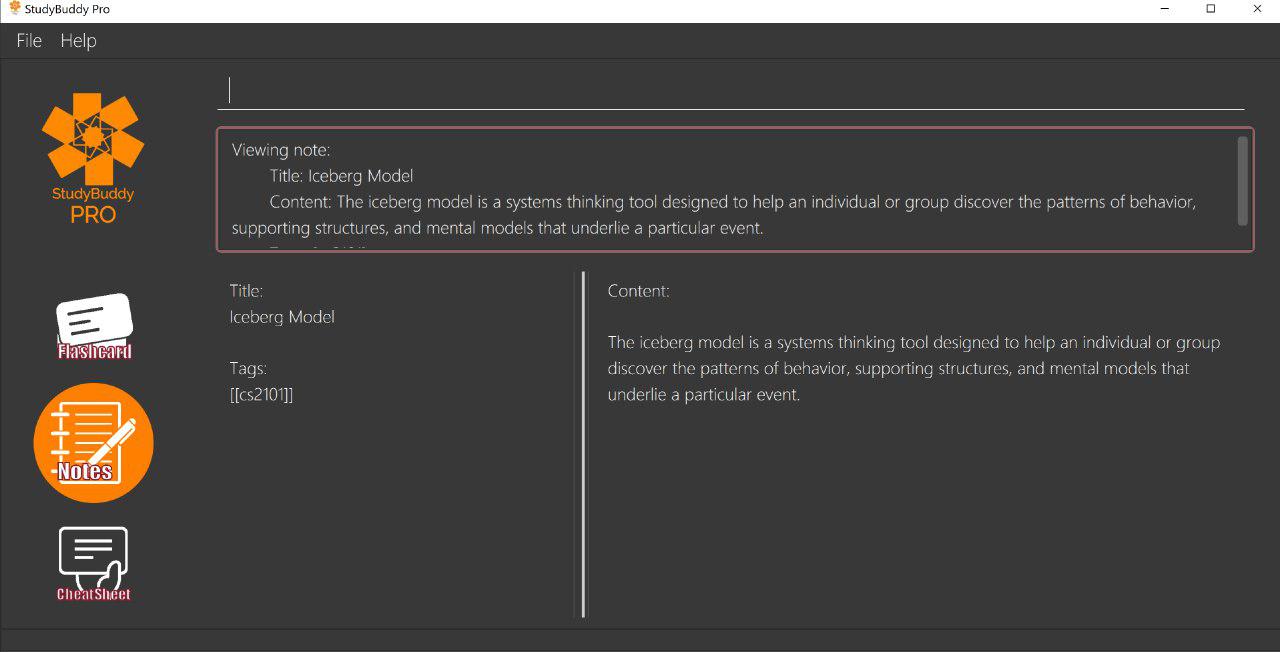 StudyBuddy Pro
File Help
StudyBuddy
PRO
Viewing note:
Title: Iceberg Model
Content: The iceberg model is a systems thinking tool designed to help an individual or group discover the patterns of behavior,
supporting structures, and mental models that underlie a particular event.
Title:
Iceberg Model
Tags:
[[cs2101]]
Content:
The iceberg model is a systems thinking tool designed to help an individual or group
discover the patterns of behavior, supporting structures, and mental models that
underlie a particular event.
Flashcard
Notes
CheatSheet